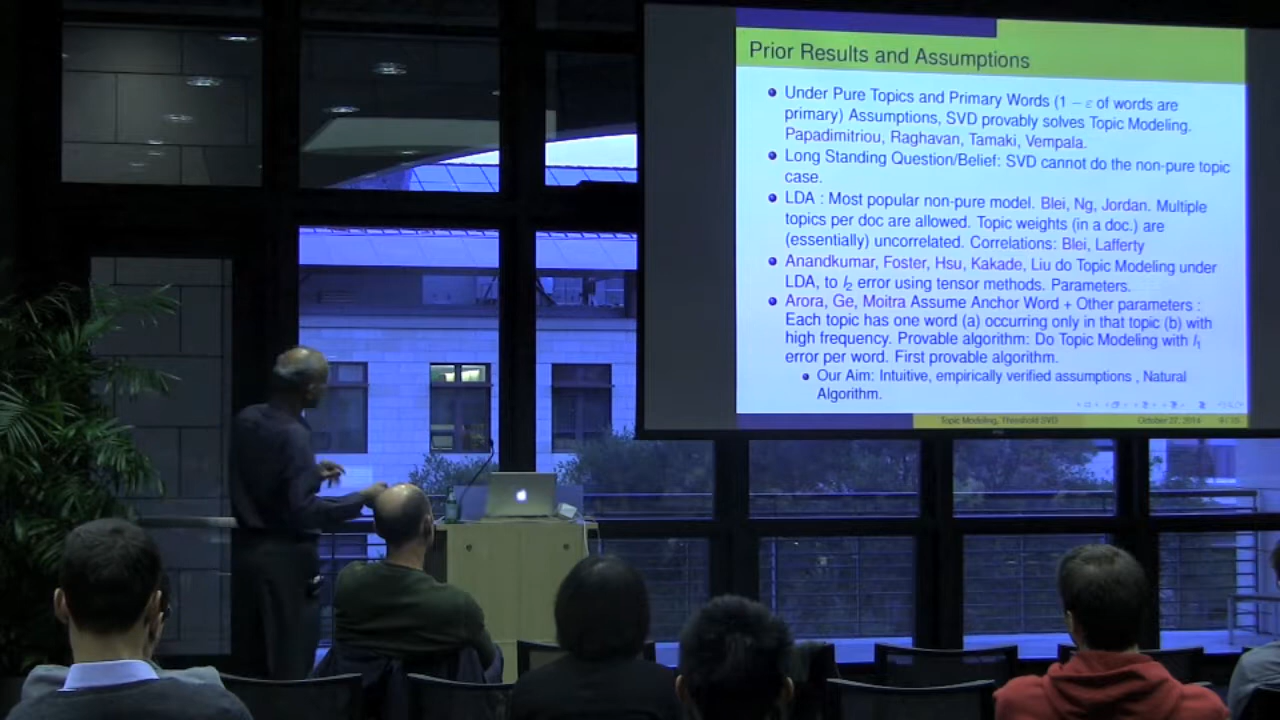 Prior Results and Assumptions
Under Pure Topics and Primary Words (1 − ε of words are
primary) Assumptions, SVD provably solves Topic Modeling.
Papadimitriou, Raghavan, Tamaki, Vempala.
Long Standing Question/Belief: SVD cannot do the non-pure topic
case.
LDA : Most popular non-pure model. Blei, Ng, Jordan. Multiple
topics per doc are allowed. Topic weights (in a doc.) are
(essentially) uncorrelated. Correlations: Blei, Lafferty
Anandkumar, Foster, Hsu, Kakade, Liu do Topic Modeling under
LDA, to l2 error using tensor methods. Parameters.
Arora, Ge, Moitra Assume Anchor Word + Other parameters :
Each topic has one word (a) occurring only in that topic (b) with
high frequency. Provable algorithm: Do Topic Modeling with l1
error per word. First provable algorithm.
Our Aim: Intuitive, empirically verified assumptions , Natural
Algorithm.
Topic Modeling, Threshold SVD October 27, 2014